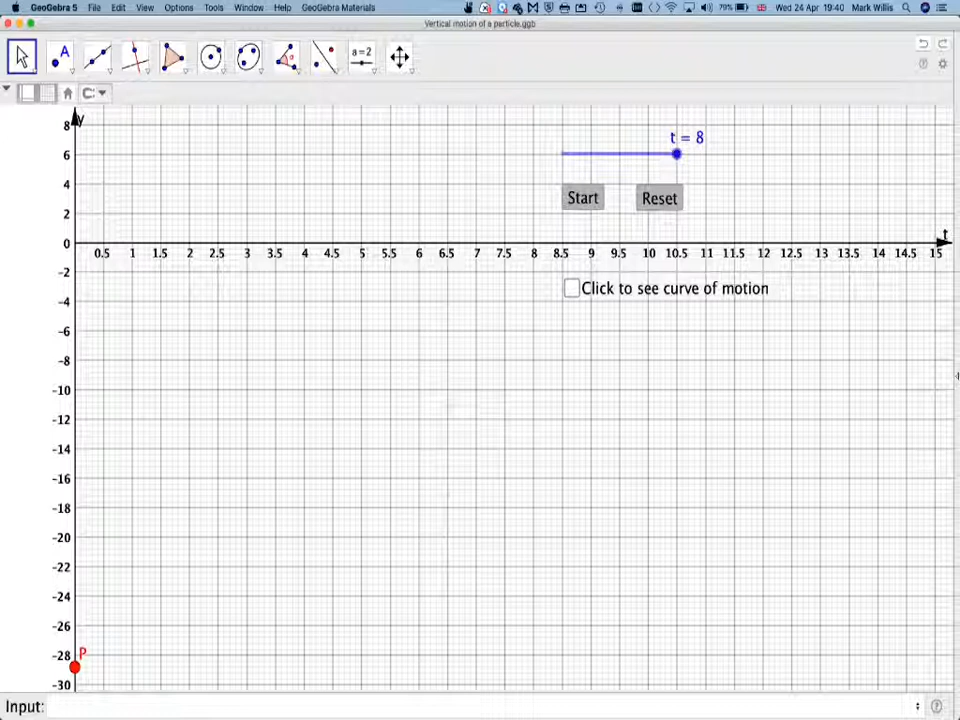 GeoGebra 5 File Edit View Options Tools Window Help GeoGebra Materials 79% Wed 24 Apr 19:40 Mark Willis
Vertical motion of a particle.ggb
A
a=2
y
8
6
4
2
0
-2
-4
-6
-8
-10
-12
-14
-16
-18
-20
-22
-24
-26
-28
-30
t = 8
Start Reset
t
0.5 1 1.5 2 2.5 3 3.5 4 4.5 5 5.5 6 6.5 7 7.5 8 8.5 9 9.5 10 10.5 11 11.5 12 12.5 13 13.5 14 14.5 15
Click to see curve of motion
P
Input: